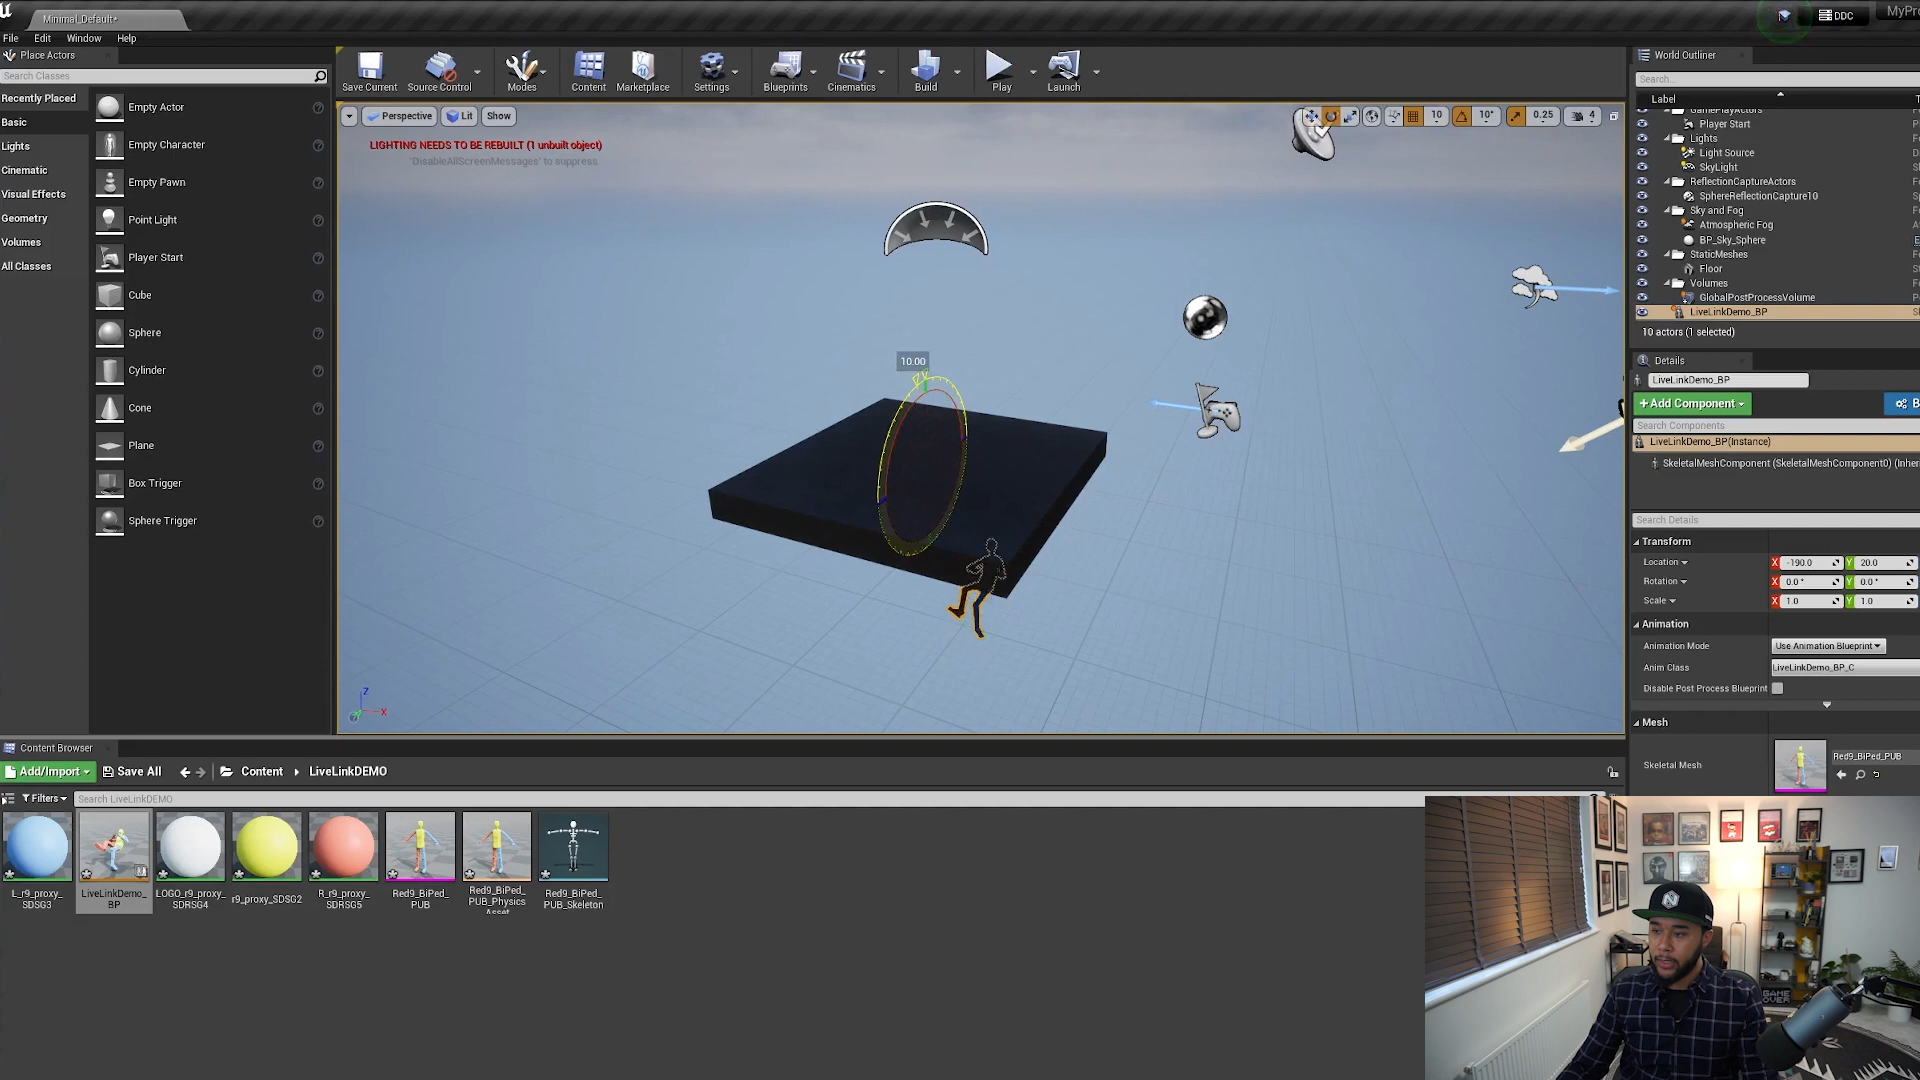 Minimal_Default*
DDC
MyPro
File Edit Window Help
Place Actors
Search Classes
Recently Placed
Basic
Lights
Cinematic
Visual Effects
Geometry
Volumes
All Classes
Empty Actor
Empty Character
Empty Pawn
Point Light
Player Start
Cube
Sphere
Cylinder
Cone
Plane
Box Trigger
Sphere Trigger
Save Current
Source Control
Modes
Content
Marketplace
Settings
Blueprints
Cinematics
Build
Play
Launch
Perspective
Lit
Show
10
10°
0.25
4
LIGHTING NEEDS TO BE REBUILT (1 unbuilt object)
'DisableAllScreenMessages' to suppress
10.00
Z
X
World Outliner
Search...
Label
GamePlayActors
Player Start
Lights
Light Source
SkyLight
ReflectionCaptureActors
SphereReflectionCapture10
Sky and Fog
Atmospheric Fog
BP_Sky_Sphere
StaticMeshes
Floor
Volumes
GlobalPostProcessVolume
LiveLinkDemo_BP
10 actors (1 selected)
Details
LiveLinkDemo_BP
+Add Component
B
Search Components
LiveLinkDemo_BP(Instance)
SkeletalMeshComponent (SkeletalMeshComponent0) (Inher
Search Details
Transform
Location X -190.0 Y 20.0
Rotation X 0.0° Y 0.0°
Scale X 1.0 Y 1.0
Animation
Animation Mode Use Animation Blueprint
Anim Class LiveLinkDemo_BP_C
Disable Post Process Blueprint
Mesh
Skeletal Mesh
Red9_BiPed_PUB
Content Browser
Add/Import
Save All
Content
LiveLinkDEMO
Filters
Search LiveLinkDEMO
L_r9_proxy_
SDSG3
LiveLinkDemo_
BP
LOGO_r9_proxy_
SDRSG4
r9_proxy_SDSG2
R_r9_proxy_
SDRSG5
Red9_BiPed_
PUB
Red9_BiPed_
PUB_Physics
Asset
Red9_BiPed_
PUB_Skeleton
GAME
OVER